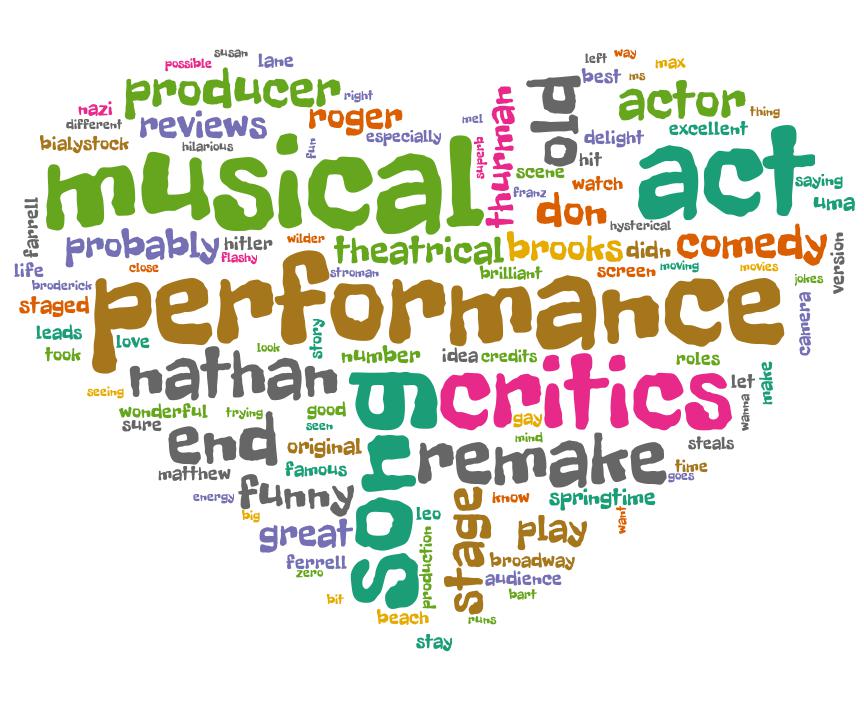 susan
left
way
possible
lane
max
best
ms
producer
right
old
actor
thing
nazi
roger
thurman
different
reviews
mel
excellent
especially
delight
bialystock
hilarious
fun
superb
hit
act
musical
scene
saying
franz
watch
uma
farrell
don
hysterical
version
probably
hitler
wilder
theatrical
brooks
didn
comedy
flashy
life
close
stroman
brilliant
screen
moving
movies
jokes
broderick
performance
staged
camera
leads
love
story
took
look
number
idea
credits
roles
nathan
let
make
seeing
song
critics
wanna
wonderful
trying
good
gay
sure
seen
mind
steals
end
original
remake
time
matthew
famous
goes
energy
funny
stage
know
springtime
big
leo
want
great
production
play
ferrell
broadway
zero
audience
bit
bart
beach
runs
stay